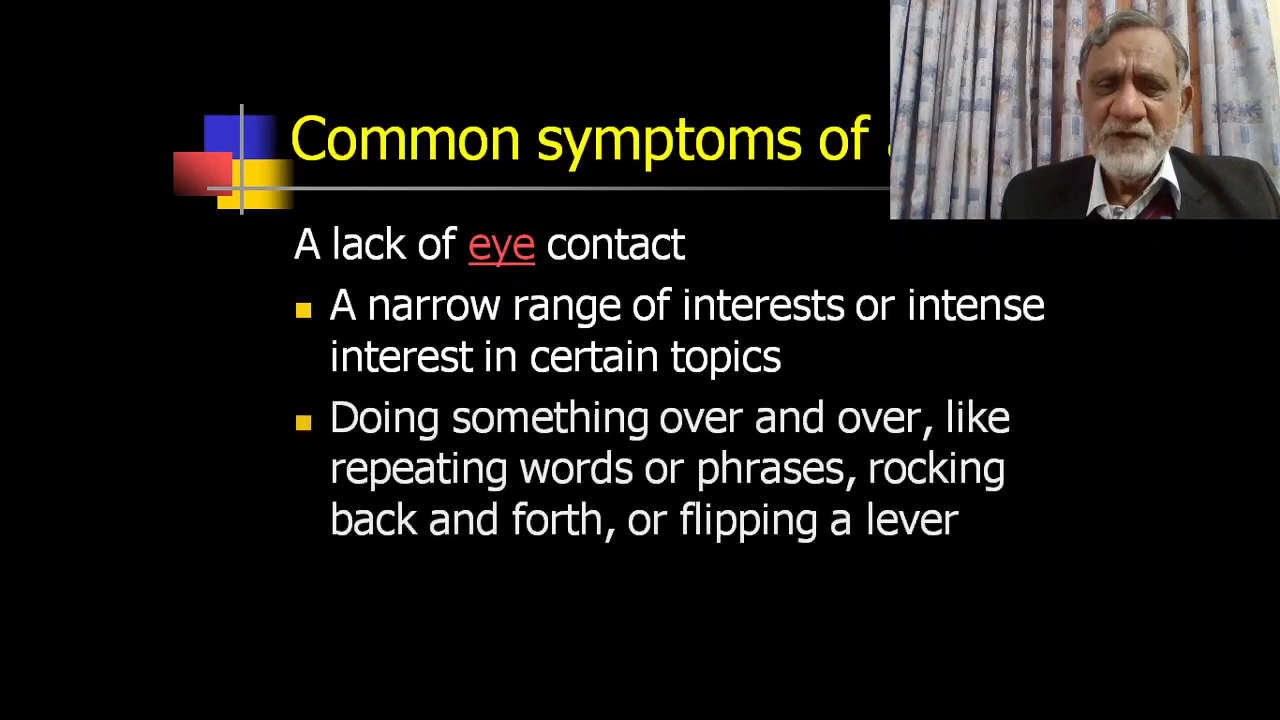 Common symptoms of
A lack of eye contact
A narrow range of interests or intense
interest in certain topics
Doing something over and over, like
repeating words or phrases, rocking
back and forth, or flipping a lever